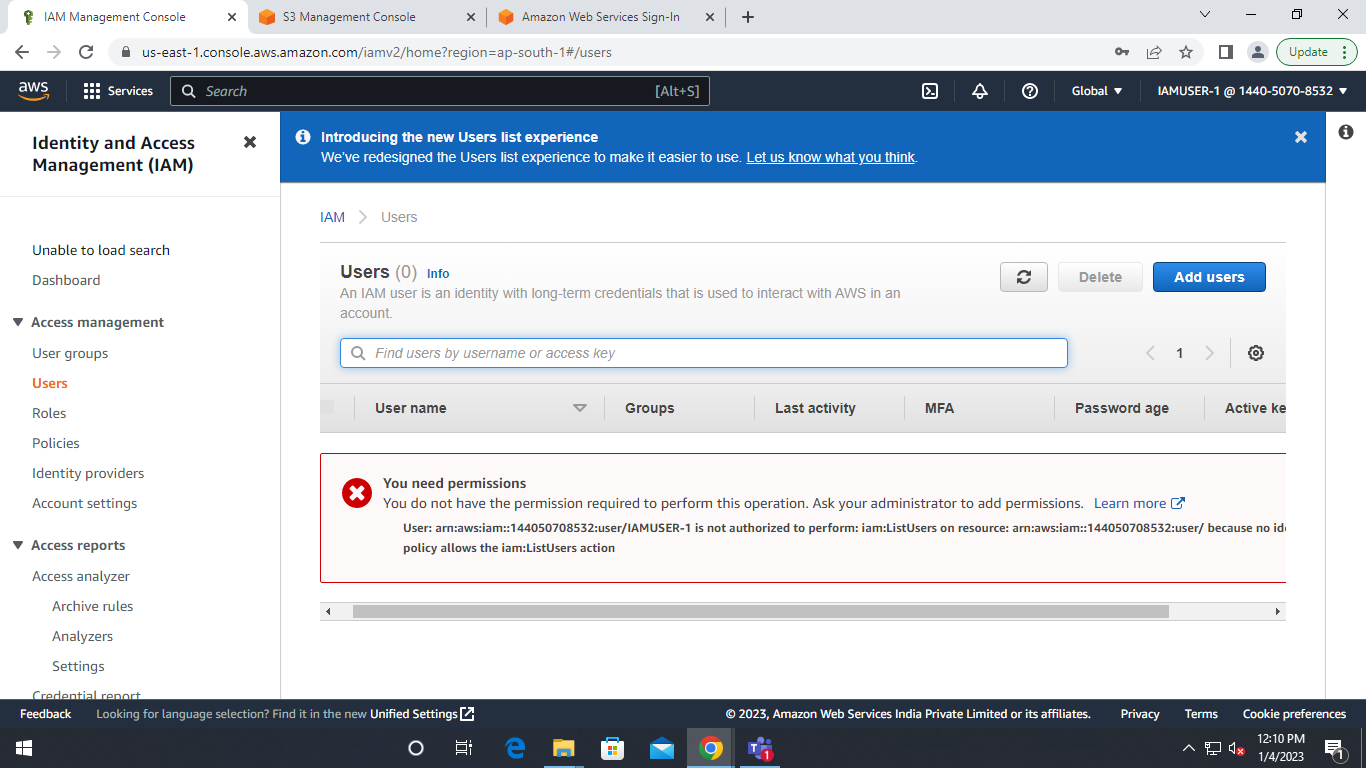 IAM Management Console
S3 Management Console
Amazon Web Services Sign-In
us-east-1.console.aws.amazon.com/iamv2/home?region=ap-south-1#/users
Update
aws
Services
Search
[Alt+S]
Global
IAMUSER-1 @ 1440-5070-8532
Identity and Access
Management (IAM)
Unable to load search
Dashboard
Access management
User groups
Users
Roles
Policies
Identity providers
Account settings
Access reports
Access analyzer
Archive rules
Analyzers
Settings
Credential report
Introducing the new Users list experience
We've redesigned the Users list experience to make it easier to use. Let us know what you think.
IAM
Users
Users (0) Info
An IAM user is an identity with long-term credentials that is used to interact with AWS in an
account.
Delete
Add users
Find users by username or access key
1
User name
Groups
Last activity
MFA
Password age
Active ke
You need permissions
You do not have the permission required to perform this operation. Ask your administrator to add permissions. Learn more
User: arn:aws:iam::144050708532:user/IAMUSER-1 is not authorized to perform: iam:ListUsers on resource: arn:aws:iam::144050708532:user/ because no ide
policy allows the iam:ListUsers action
Feedback
Looking for language selection? Find it in the new Unified Settings
© 2023, Amazon Web Services India Private Limited or its affiliates.
Privacy
Terms
Cookie preferences
1
12:10 PM
1/4/2023
1